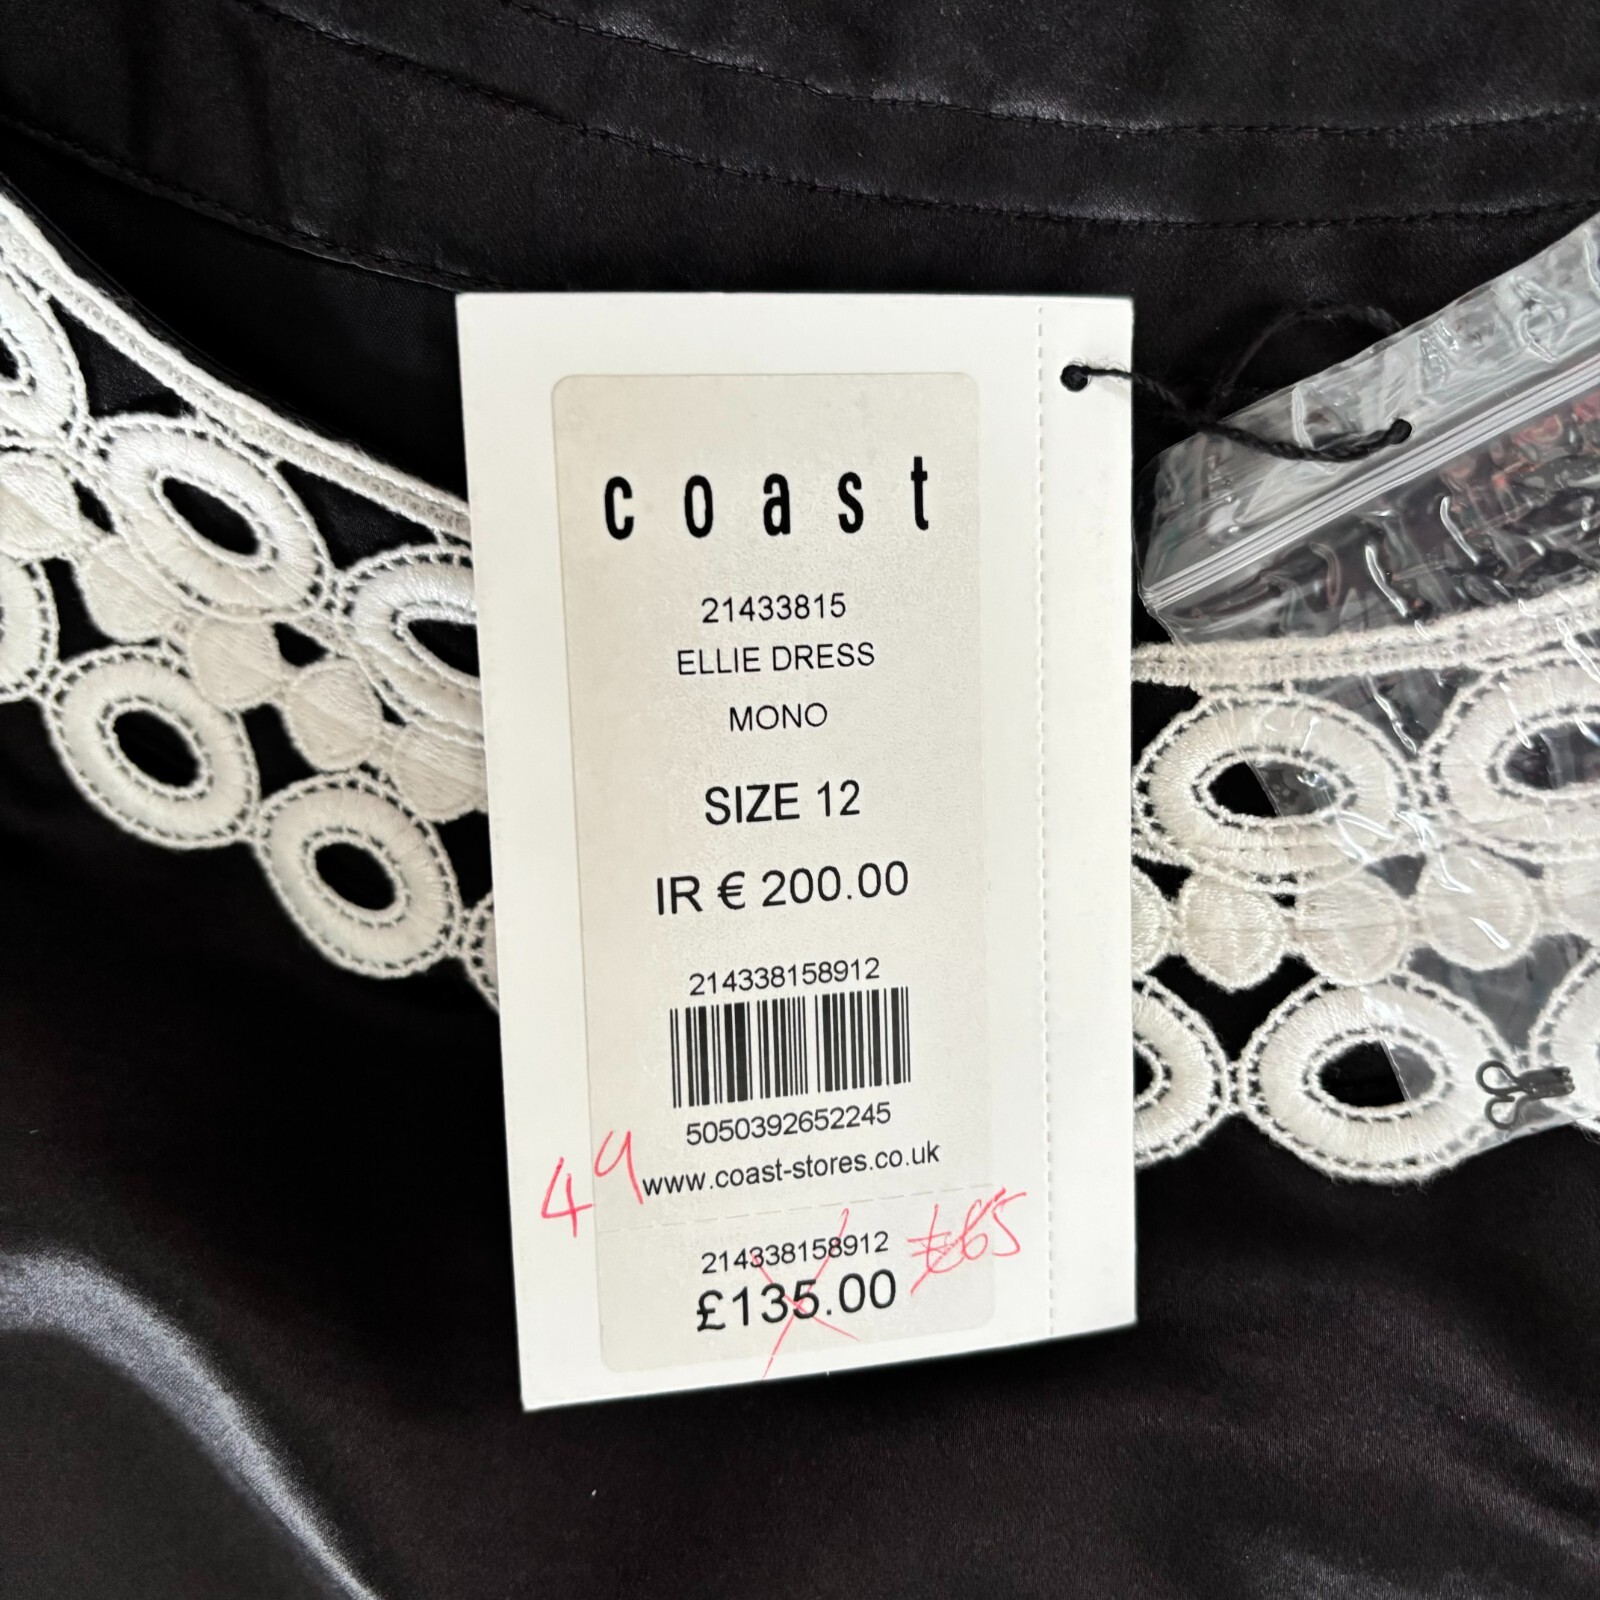 coast
21433815
ELLIE DRESS
MONO
SIZE 12
IR € 200.00
214338158912
5050392652245
49
www.coast-stores.co.uk
214338158912
£65
£135.00